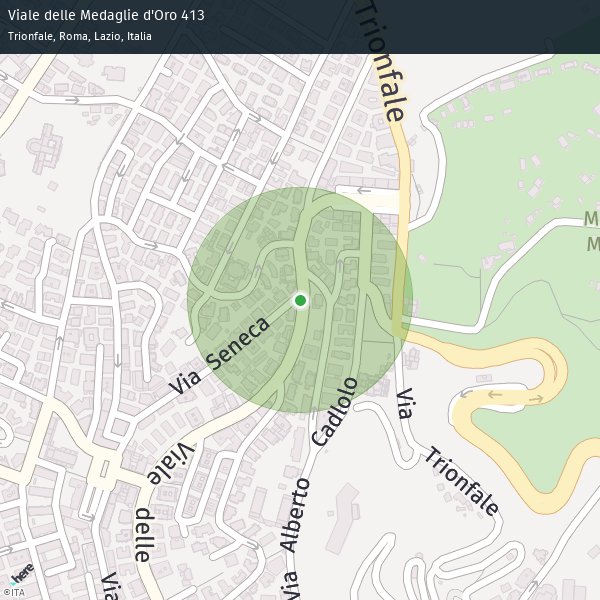 Viale delle Medaglie d'Oro 413
Trionfale, Roma, Lazio, Italia
Trionfale
M
M
Via Seneca
Viale delle
Via Alberto Cadlolo
Via Trionfale
Via
here
©ITA